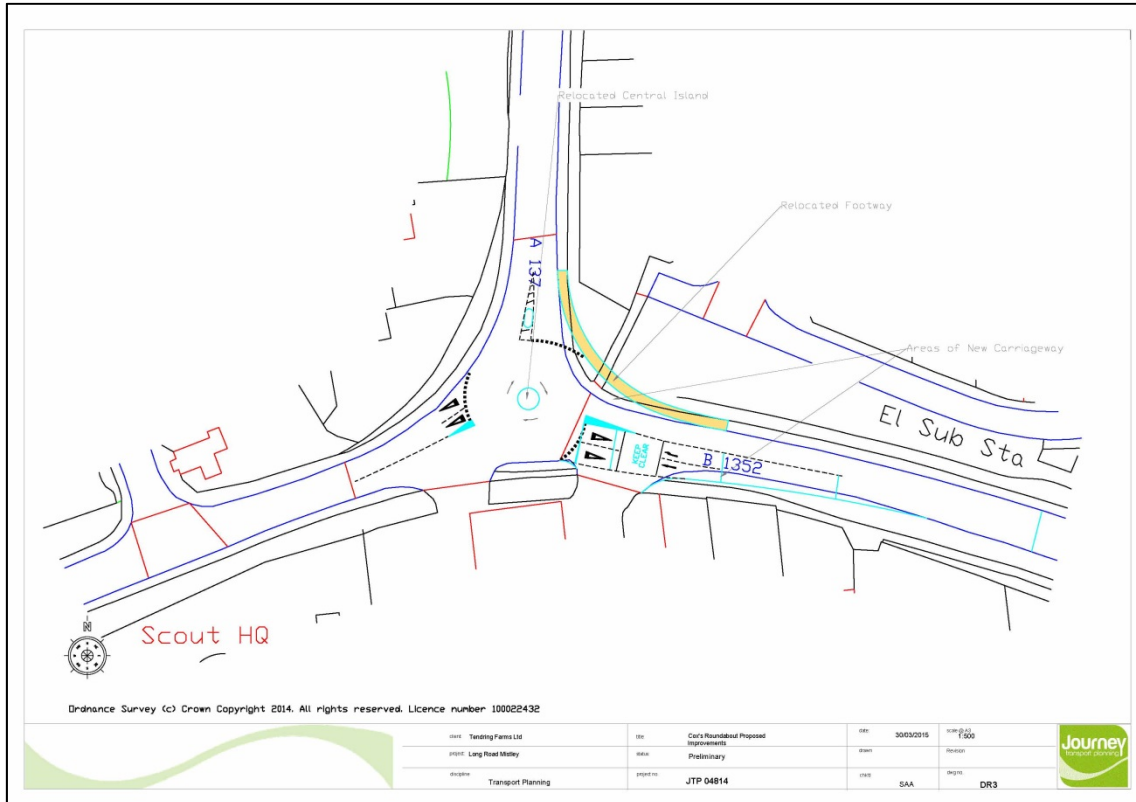 Relocated Central Island
Relocated Footway
Areas of New Carriageway
A 137
KEEP
CLEAR
B 1352
El Sub Sta
Scout HQ
N
Ordnance Survey (c) Crown Copyright 2014. All rights reserved. Licence number 100022432
client Tendring Farms Ltd
project Long Road Mistley
discipline Transport Planning
title Cox's Roundabout Proposed
Improvements
status Preliminary
project no JTP 04814
date 30/03/2015
drawn
chkd SAA
scale @ A3 1:500
Revision
dwg no. DR3
Journey
transport planning